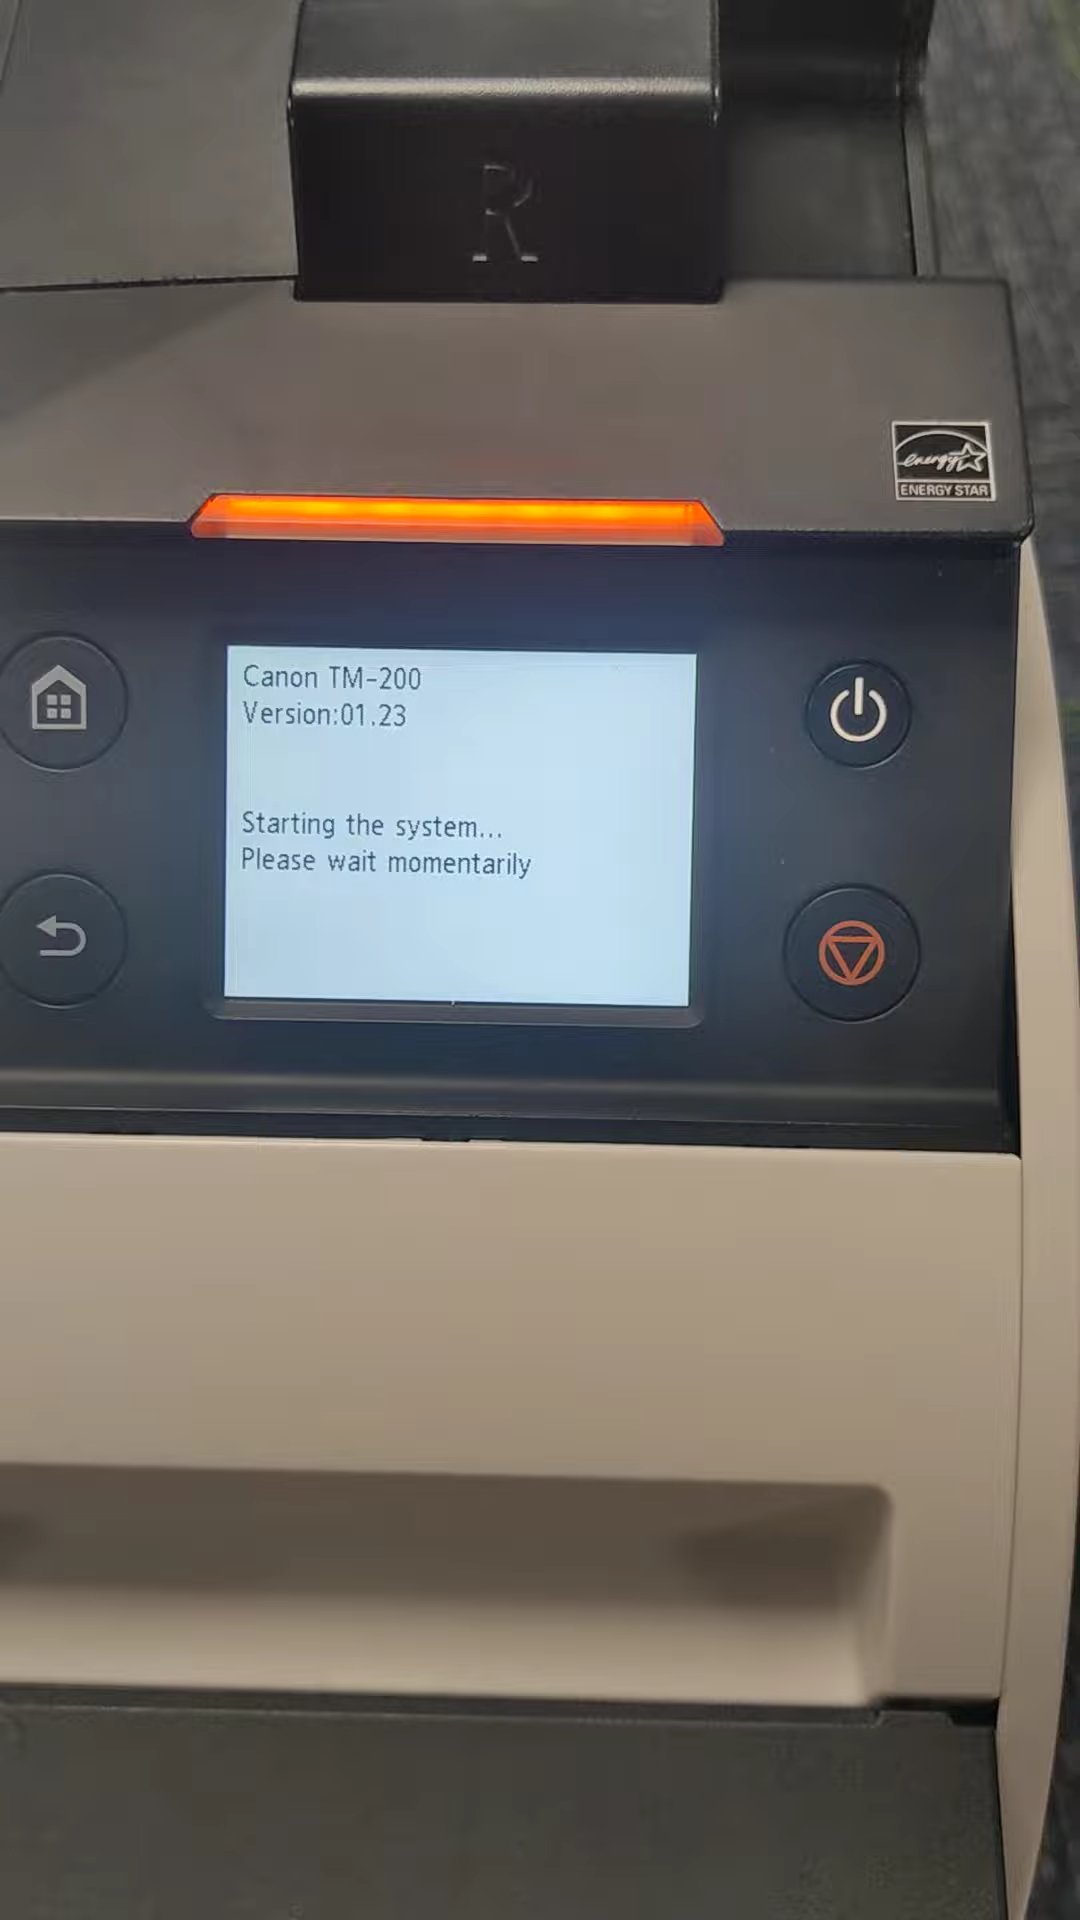 R
energy
ENERGY STAR
Canon TM-200
Version:01.23
Starting the system...
Please wait momentarily